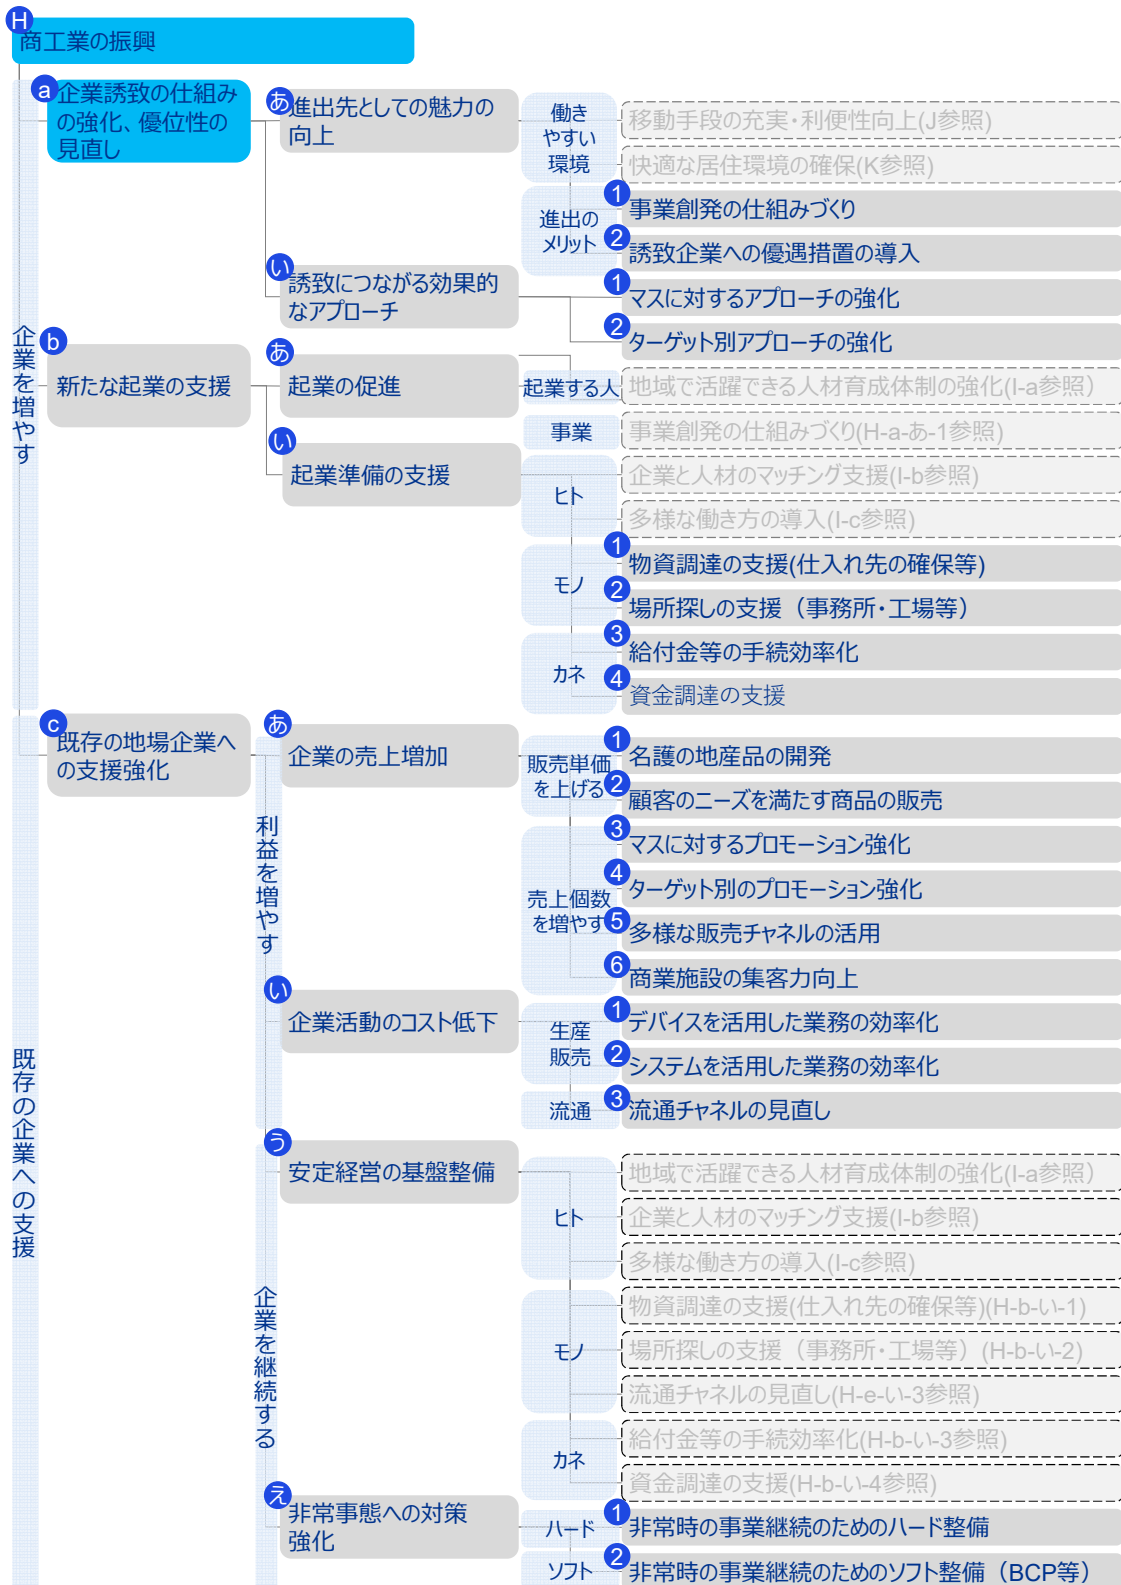 H
商工業の振興
企業を増やす
a
企業誘致の仕組み
の強化、優位性の
見直し
あ
進出先としての魅力の
向上
働き
やすい
環境
移動手段の充実・利便性向上(J参照)
快適な居住環境の確保(K参照)
進出の
メリット
1
事業創発の仕組みづくり
2
誘致企業への優遇措置の導入
い
誘致につながる効果的
なアプローチ
1
マスに対するアプローチの強化
2
ターゲット別アプローチの強化
b
新たな起業の支援
あ
起業の促進
起業する人
地域で活躍できる人材育成体制の強化(I-a参照)
事業
事業創発の仕組みづくり(H-a-あ-1参照)
い
起業準備の支援
ヒト
企業と人材のマッチング支援(I-b参照)
多様な働き方の導入(I-c参照)
モノ
1
物資調達の支援(仕入れ先の確保等)
2
場所探しの支援（事務所・工場等）
カネ
3
給付金等の手続効率化
4
資金調達の支援
既存の企業への支援
c
既存の地場企業へ
の支援強化
利益を増やす
あ
企業の売上増加
販売単価
を上げる
1
名護の地産品の開発
2
顧客のニーズを満たす商品の販売
売上個数
を増やす
3
マスに対するプロモーション強化
4
ターゲット別のプロモーション強化
5
多様な販売チャネルの活用
6
商業施設の集客力向上
い
企業活動のコスト低下
生産
販売
1
デバイスを活用した業務の効率化
2
システムを活用した業務の効率化
流通
3
流通チャネルの見直し
企業を継続する
う
安定経営の基盤整備
ヒト
地域で活躍できる人材育成体制の強化(I-a参照)
企業と人材のマッチング支援(I-b参照)
多様な働き方の導入(I-c参照)
モノ
物資調達の支援(仕入れ先の確保等)(H-b-い-1)
場所探しの支援（事務所・工場等）(H-b-い-2)
流通チャネルの見直し(H-e-い-3参照)
カネ
給付金等の手続効率化(H-b-い-3参照)
資金調達の支援(H-b-い-4参照)
え
非常事態への対策
強化
ハード
1
非常時の事業継続のためのハード整備
ソフト
2
非常時の事業継続のためのソフト整備（BCP等）